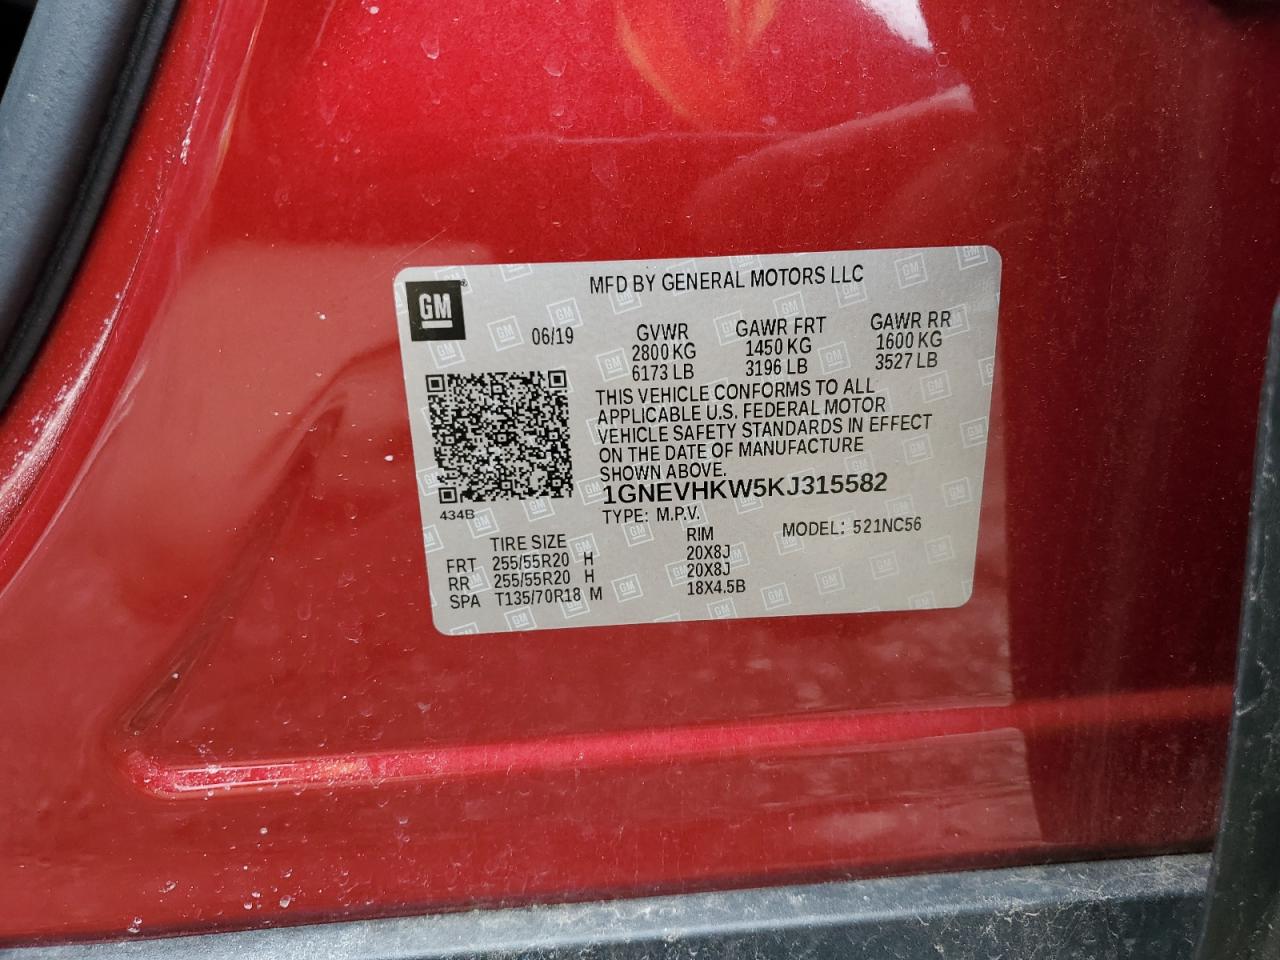 MFD BY GENERAL MOTORS LLC
GM®
06/19
GVWR GAWR FRT GAWR RR
2800 KG 1450 KG 1600 KG
6173 LB 3196 LB 3527 LB
THIS VEHICLE CONFORMS TO ALL
APPLICABLE U.S. FEDERAL MOTOR
VEHICLE SAFETY STANDARDS IN EFFECT
ON THE DATE OF MANUFACTURE
SHOWN ABOVE.
1GNEVHKW5KJ315582
434B
TYPE: M.P.V. MODEL: 521NC56
TIRE SIZE RIM
FRT 255/55R20 H 20X8J
RR 255/55R20 H 20X8J
SPA T135/70R18 M 18X4.5B